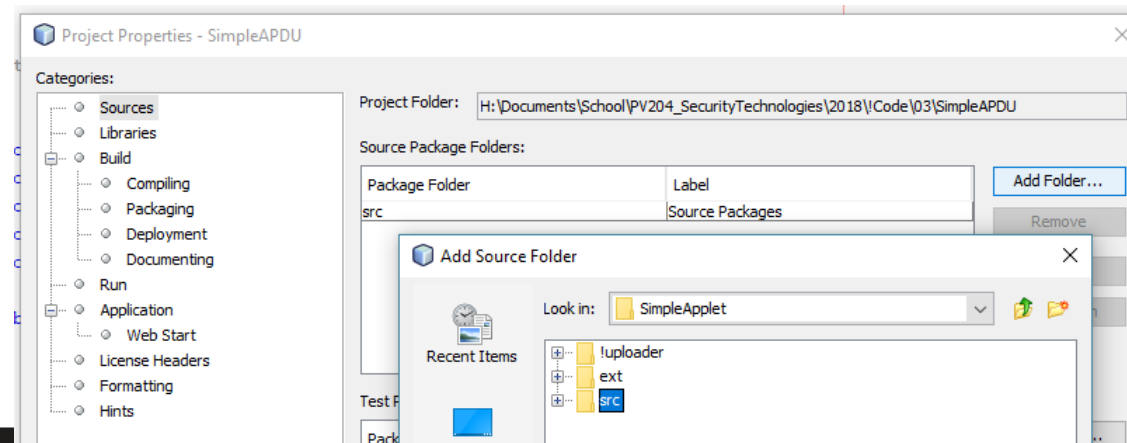 Project Properties - SimpleAPDU
Categories:
Sources
Libraries
Build
Compiling
Packaging
Deployment
Documenting
Run
Application
Web Start
License Headers
Formatting
Hints
Project Folder: H:\Documents\School\PV204_SecurityTechnologies\2018\!Code\03\SimpleAPDU
Source Package Folders:
Package Folder Label
src Source Packages
Add Folder...
Remove
Add Source Folder
Look in: SimpleApplet
Recent Items
!uploader
ext
src